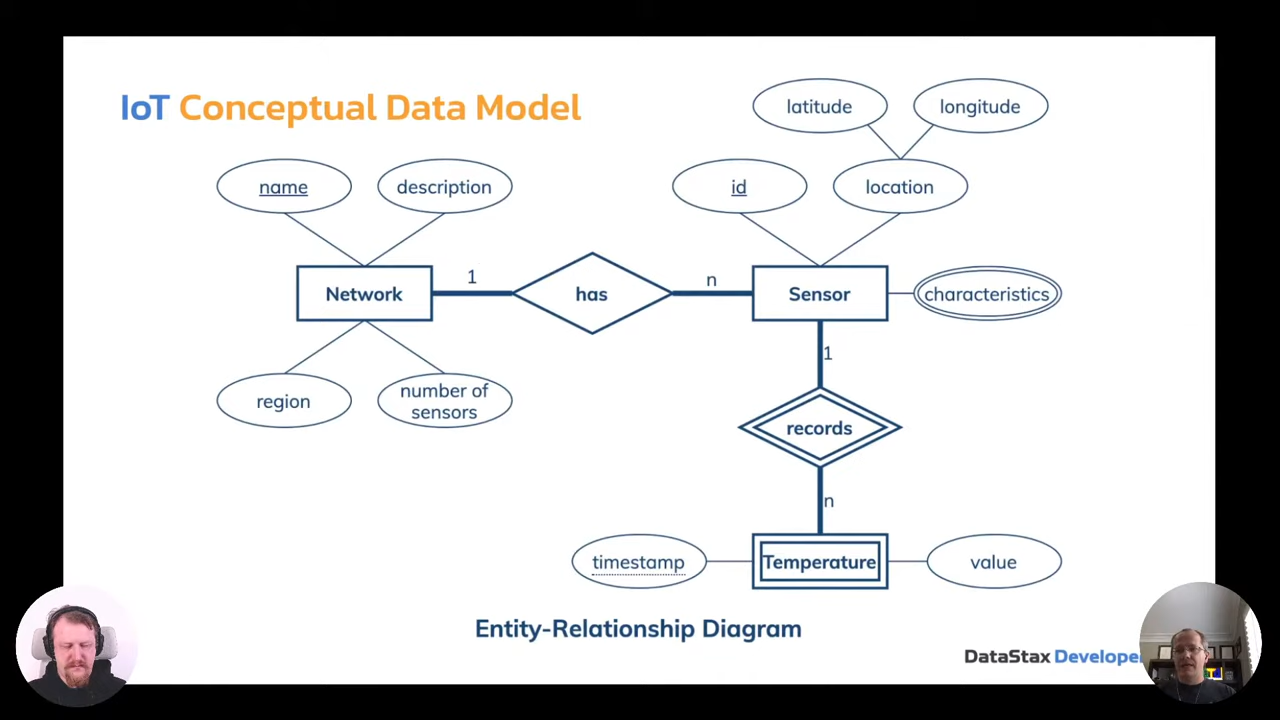 IoT Conceptual Data Model
latitude
longitude
name
description
id
location
Network
1
has
n
Sensor
characteristics
1
region
number of
sensors
records
n
timestamp
Temperature
value
Entity-Relationship Diagram
DataStax Develope